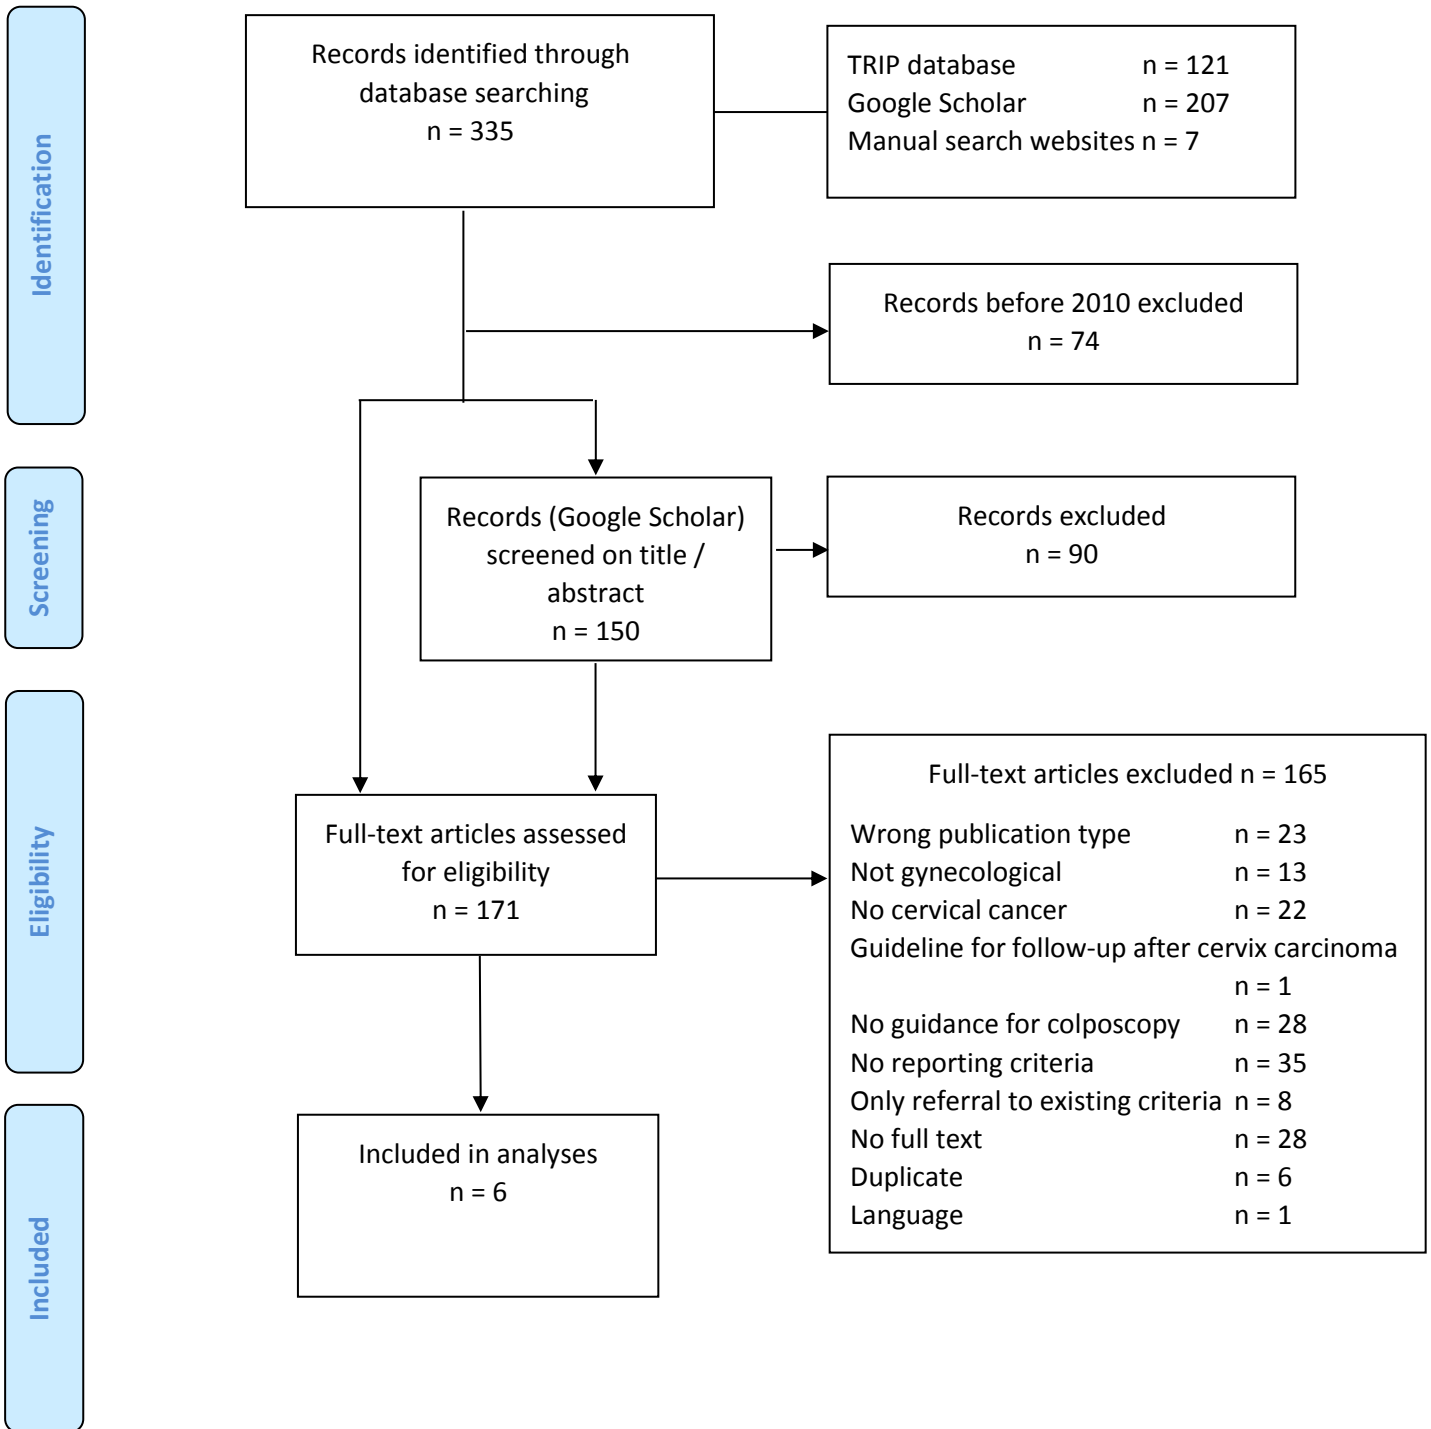 Identification
Records identified through
database searching
n = 335
TRIP database n = 121
Google Scholar n = 207
Manual search websites n = 7
Records before 2010 excluded
n = 74
Screening
Records (Google Scholar)
screened on title /
abstract
n = 150
Records excluded
n = 90
Eligibility
Full-text articles assessed
for eligibility
n = 171
Full-text articles excluded n = 165
Wrong publication type n = 23
Not gynecological n = 13
No cervical cancer n = 22
Guideline for follow-up after cervix carcinoma
n = 1
No guidance for colposcopy n = 28
No reporting criteria n = 35
Only referral to existing criteria n = 8
No full text n = 28
Duplicate n = 6
Language n = 1
Included
Included in analyses
n = 6